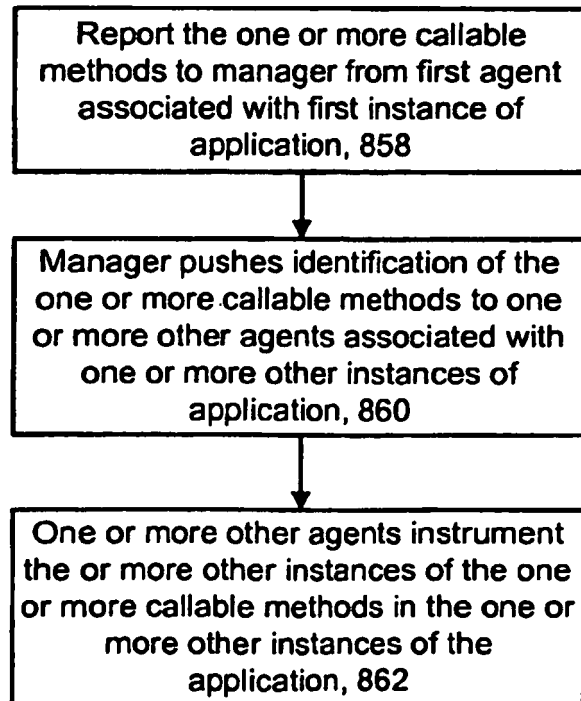 Report the one or more callable
methods to manager from first agent
associated with first instance of
application, 858
Manager pushes identification of the
one or more callable methods to one
or more other agents associated with
one or more other instances of
application, 860
One or more other agents instrument
the or more other instances of the one
or more callable methods in the one or
more other instances of the
application, 862